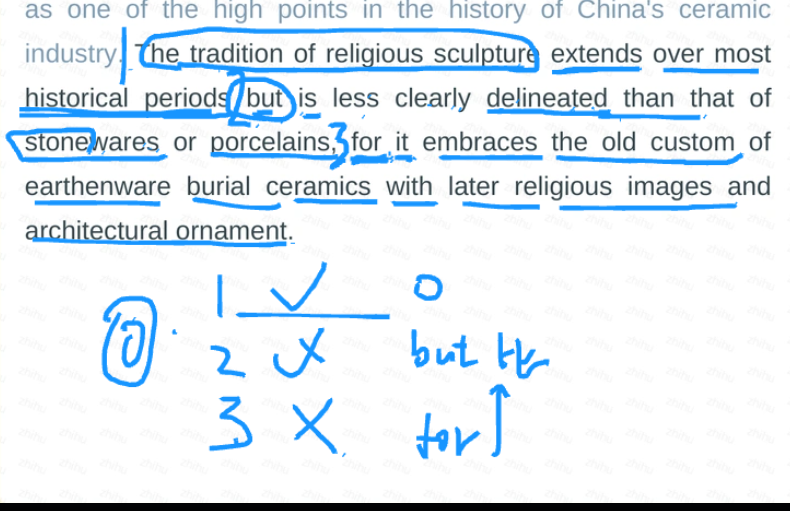 as one of the high points in the history of China's ceramic
industry. The tradition of religious sculpture extends over most
historical periods 2 but is less clearly delineated than that of
stonewares or porcelains, 3 for it embraces the old custom of
earthenware burial ceramics with later religious images and
architectural ornament.
1 ✓ 0
2 but
3 X for ↑